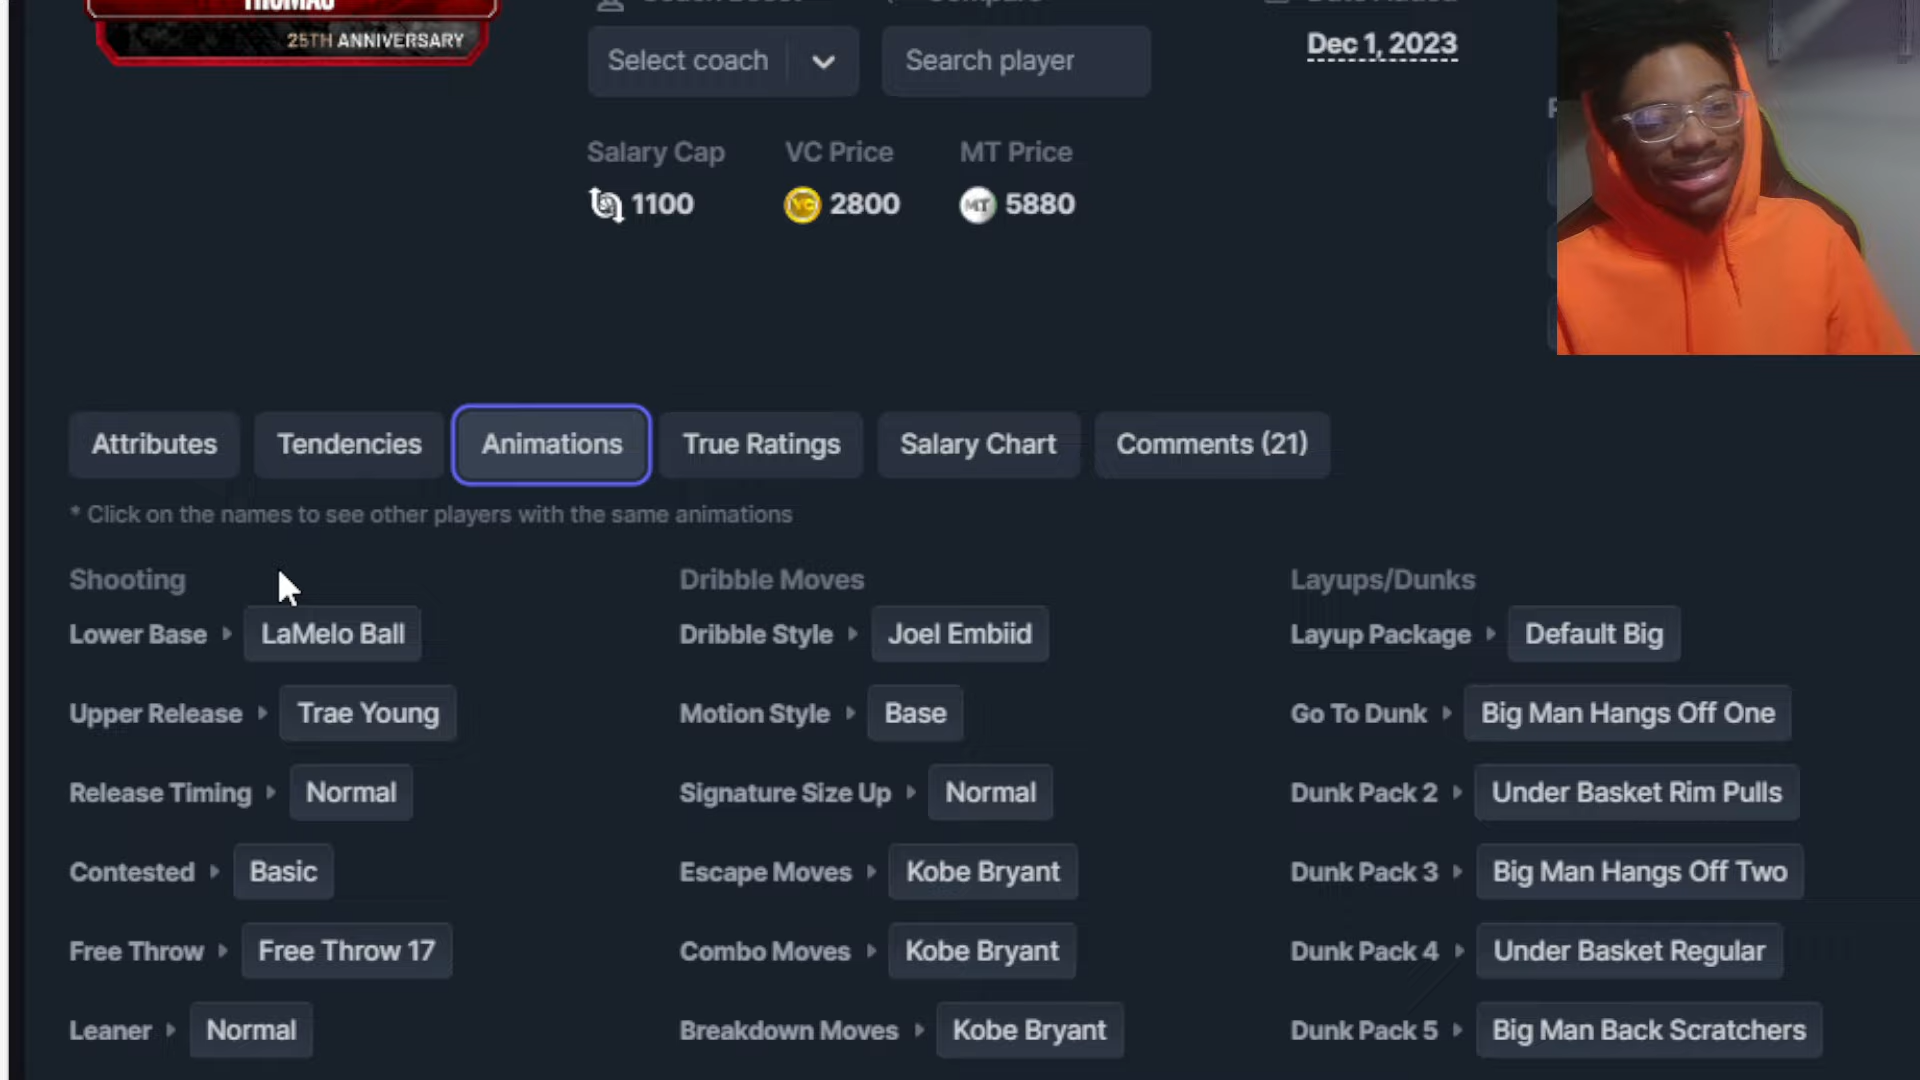 THOMAS
25TH ANNIVERSARY
Select coach
Search player
Dec 1, 2023
Salary Cap
VC Price
MT Price
1100
VC
2800
MT
5880
Attributes
Tendencies
Animations
True Ratings
Salary Chart
Comments (21)
* Click on the names to see other players with the same animations
Shooting
Lower Base
LaMelo Ball
Upper Release
Trae Young
Release Timing
Normal
Contested
Basic
Free Throw
Free Throw 17
Leaner
Normal
Dribble Moves
Dribble Style
Joel Embiid
Motion Style
Base
Signature Size Up
Normal
Escape Moves
Kobe Bryant
Combo Moves
Kobe Bryant
Breakdown Moves
Kobe Bryant
Layups/Dunks
Layup Package
Default Big
Go To Dunk
Big Man Hangs Off One
Dunk Pack 2
Under Basket Rim Pulls
Dunk Pack 3
Big Man Hangs Off Two
Dunk Pack 4
Under Basket Regular
Dunk Pack 5
Big Man Back Scratchers